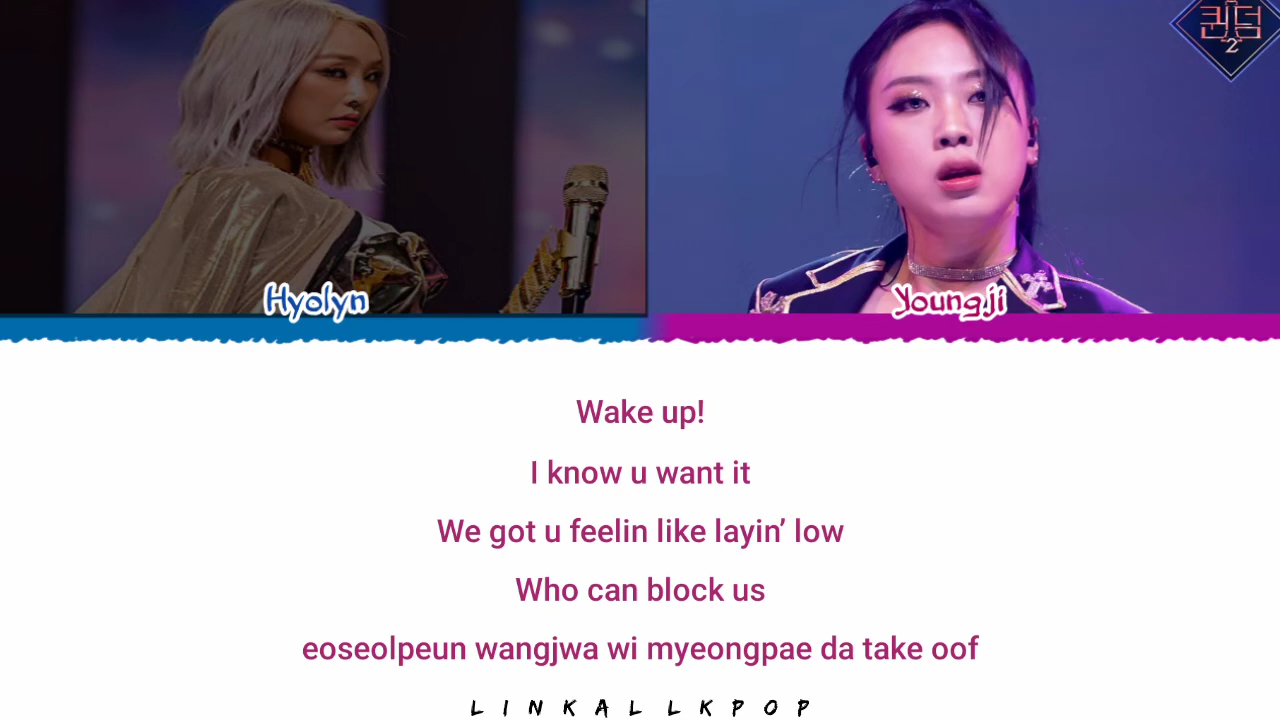 퀸덤
2
Hyolyn
Youngji
Wake up!
I know u want it
We got u feelin like layin’ low
Who can block us
eoseolpeun wangjwa wi myeongpae da take oof
LINKALLKPOP